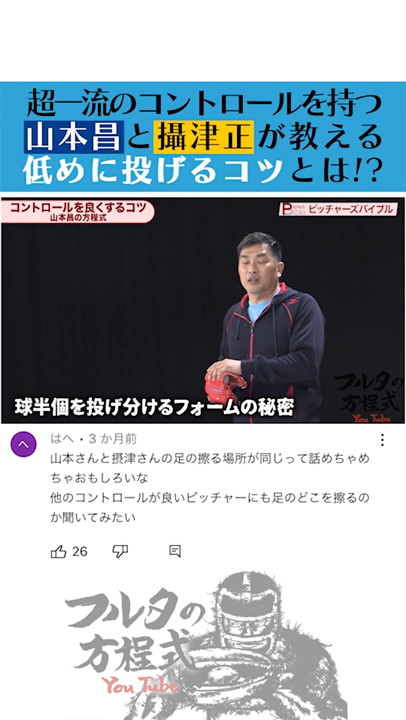 超一流のコントロールを持つ
山本昌と攝津正が教える
低めに投げるコツとは!?
コントロールを良くするコツ
山本昌の方程式
ピッチャーズバイブル
フルタの
方程式
You Tube
球半個を投げ分けるフォームの秘密
はへ・3 か月前
山本さんと摂津さんの足の擦る場所が同じって話めちゃめ
ちゃおもしろいな
他のコントロールが良いピッチャーにも足のどこを擦るの
か聞いてみたい
26
フルタの
方程式
You Tube